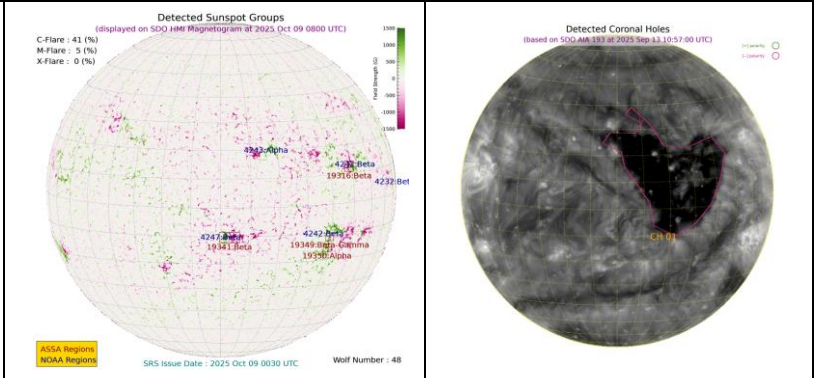 Detected Sunspot Groups
(displayed on SDO HMI Magnetogram at 2025 Oct 09 0800 UTC)
C-Flare : 41 (%)
M-Flare : 5 (%)
X-Flare : 0 (%)
1500
1000
500
0
-500
-1000
-1500
Field Strength (G)
4243:Alpha
:Beta
19316:Beta
4232:Bet
4247:
19341:Beta
4242:Beta
19349:Beta-Gamma
19350:Alpha
ASSA Regions
NOAA Regions
SRS Issue Date : 2025 Oct 09 0030 UTC
Wolf Number : 48
Detected Coronal Holes
(based on SDO AIA 193 at 2025 Sep 13 10:57:00 UTC)
(+) polarity
(-) polarity
CH 01